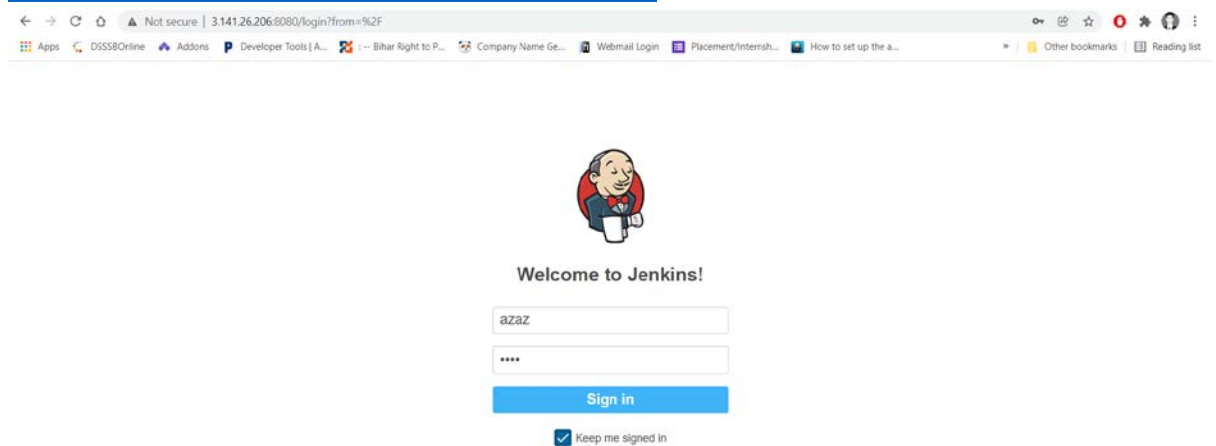 Not secure | 3.141.26.206:8080/login?from=%2F
Apps DSSSBOnline Addons Developer Tools | A... : -- Bihar Right to P... Company Name Ge... Webmail Login Placement/Internsh... How to set up the a... » Other bookmarks Reading list
Welcome to Jenkins!
azaz
••••
Sign in
Keep me signed in